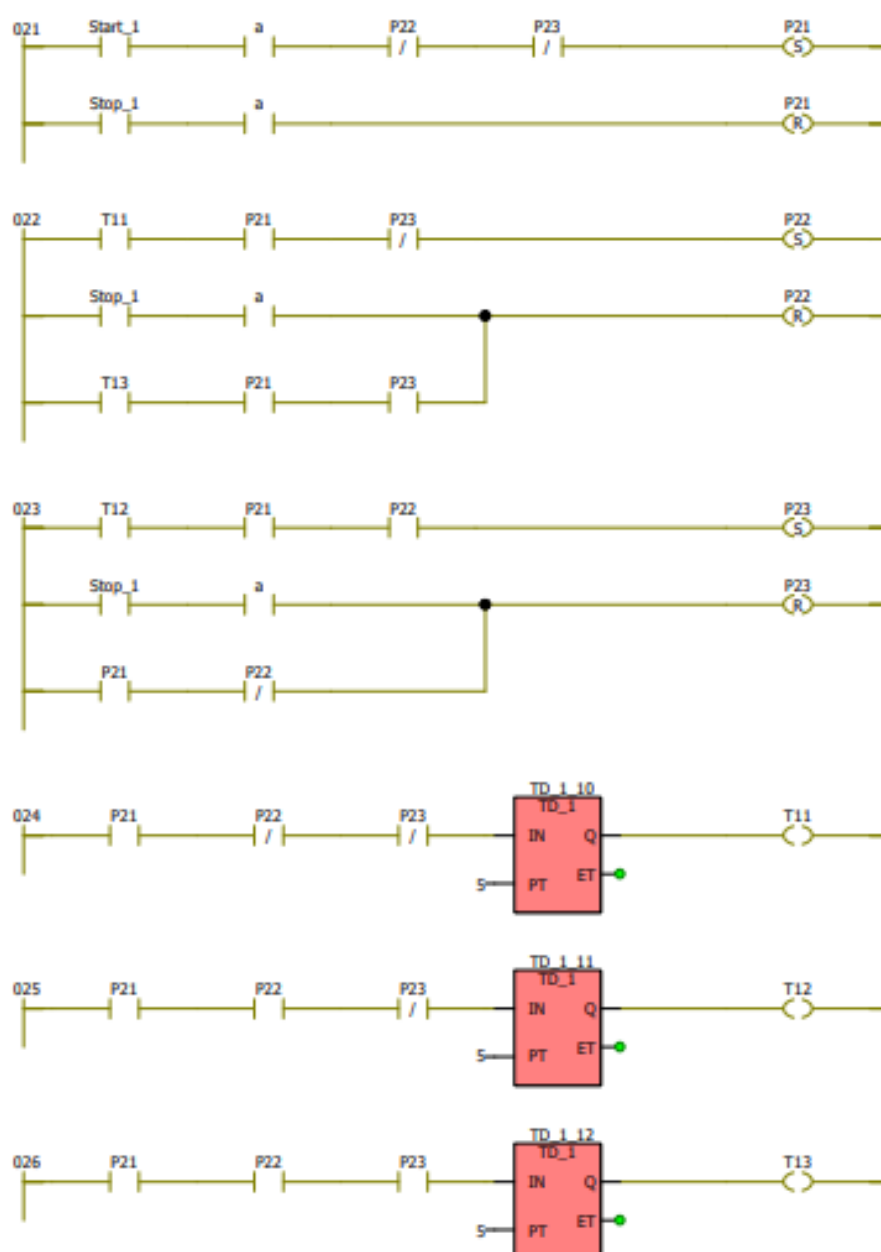 021 Start_1 a P22 P23 P21
/ / S
Stop_1 a P21
R
022 T11 P21 P23 P22
/ S
Stop_1 a P22
R
T13 P21 P23
023 T12 P21 P22 P23
S
Stop_1 a P23
R
P21 P22
/
TD_1_10
024 P21 P22 P23 TD_1 T11
/ / IN Q
5 PT ET
TD_1_11
025 P21 P22 P23 TD_1 T12
/ IN Q
5 PT ET
TD_1_12
026 P21 P22 P23 TD_1 T13
IN Q
5 PT ET